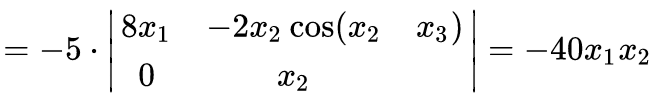 = −5 · | 8x₁ −2x₂ cos(x₂ x₃) |
| 0 x₂ | = −40x₁x₂